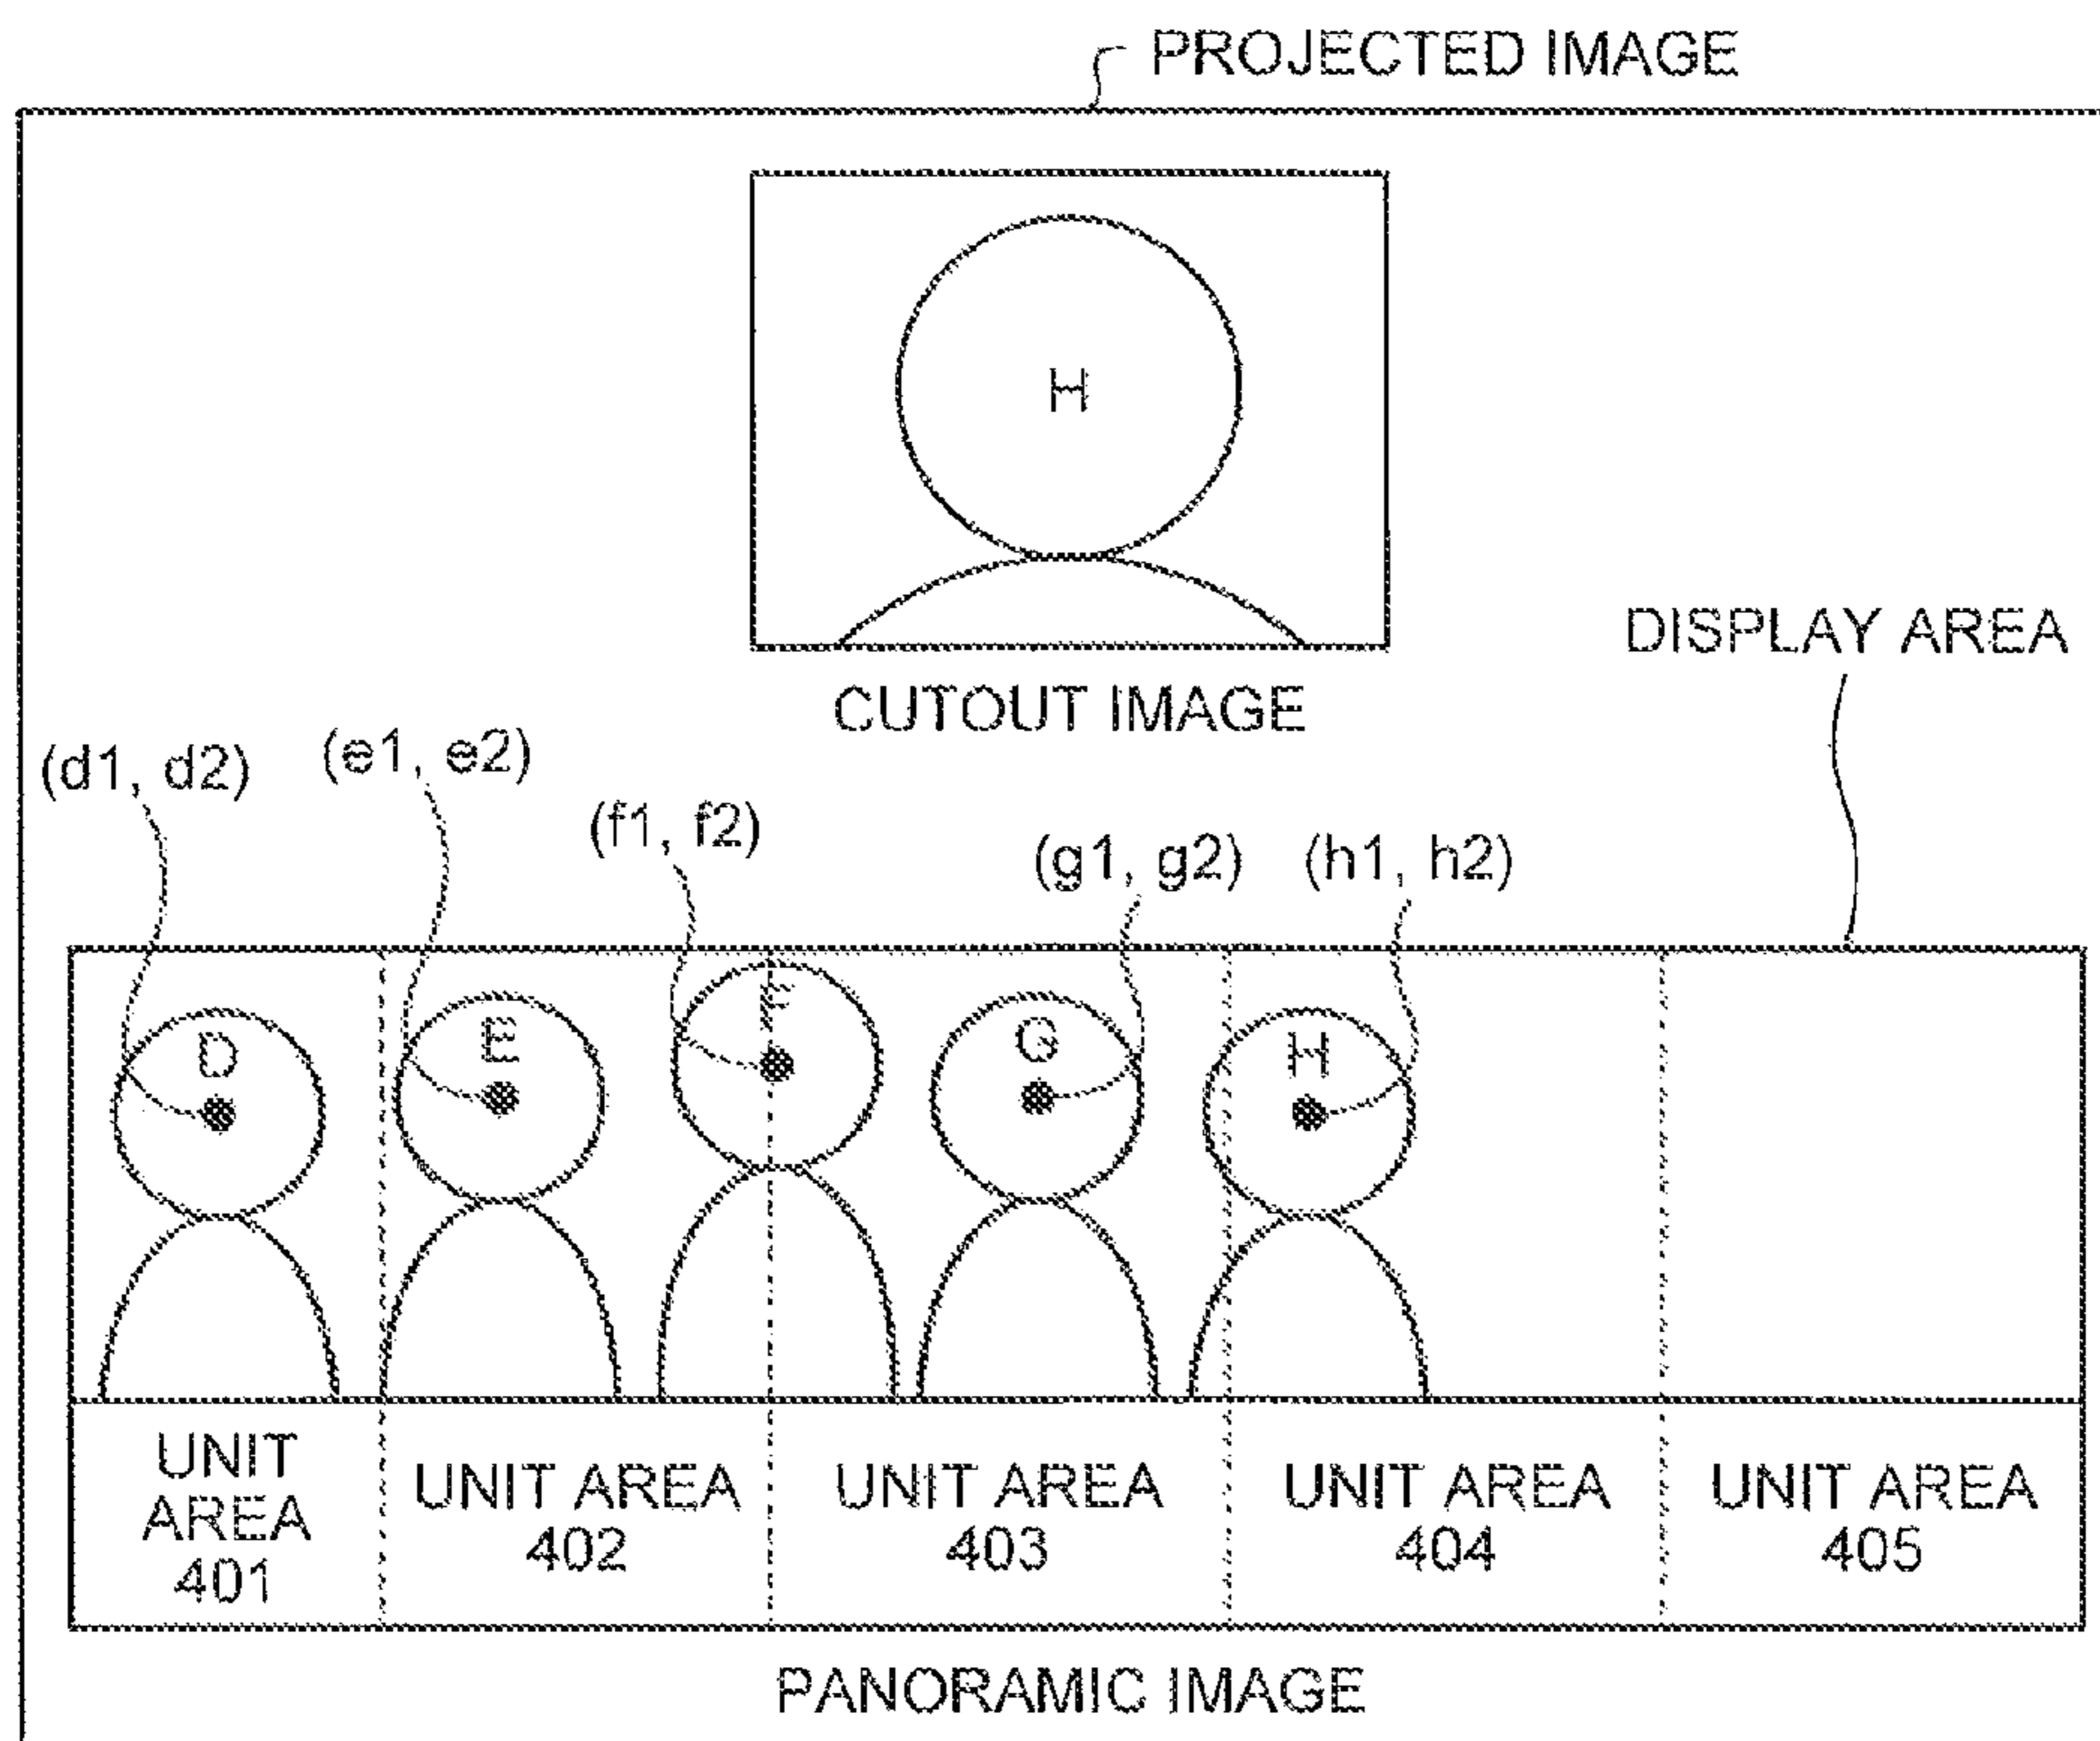 PROJECTED IMAGE
H
CUTOUT IMAGE
DISPLAY AREA
(d1, d2)
(e1, e2)
(f1, f2)
(g1, g2)
(h1, h2)
D
E
F
G
H
UNIT
AREA
401
UNIT AREA
402
UNIT AREA
403
UNIT AREA
404
UNIT AREA
405
PANORAMIC IMAGE